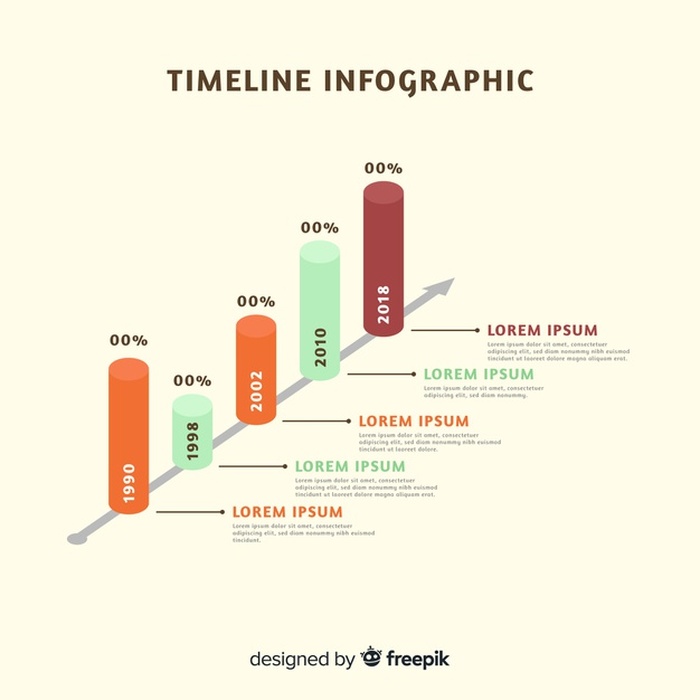 TIMELINE INFOGRAPHIC
00%
2018
00%
2010
00%
2002
00%
1990
00%
1998
LOREM IPSUM
Lorem ipsum dolor sit amet, consectetuer
adipiscing elit, sed diam nonummy nibh euismod
tincidunt ut laoreet dolore magna aliquam erat.
LOREM IPSUM
Lorem ipsum dolor sit amet, consectetuer
adipiscing elit, sed diam nonummy.
LOREM IPSUM
Lorem ipsum dolor sit amet, consectetuer
adipiscing elit, sed diam nonummy nibh euismod
tincidunt ut laoreet dolore.
LOREM IPSUM
Lorem ipsum dolor sit amet, consectetuer
adipiscing elit, sed diam nonummy nibh euismod
tincidunt ut laoreet dolore magna aliquam erat.
LOREM IPSUM
Lorem ipsum dolor sit amet, consectetuer
adipiscing elit, sed diam nonummy nibh euismod
tincidunt.
designed by freepik